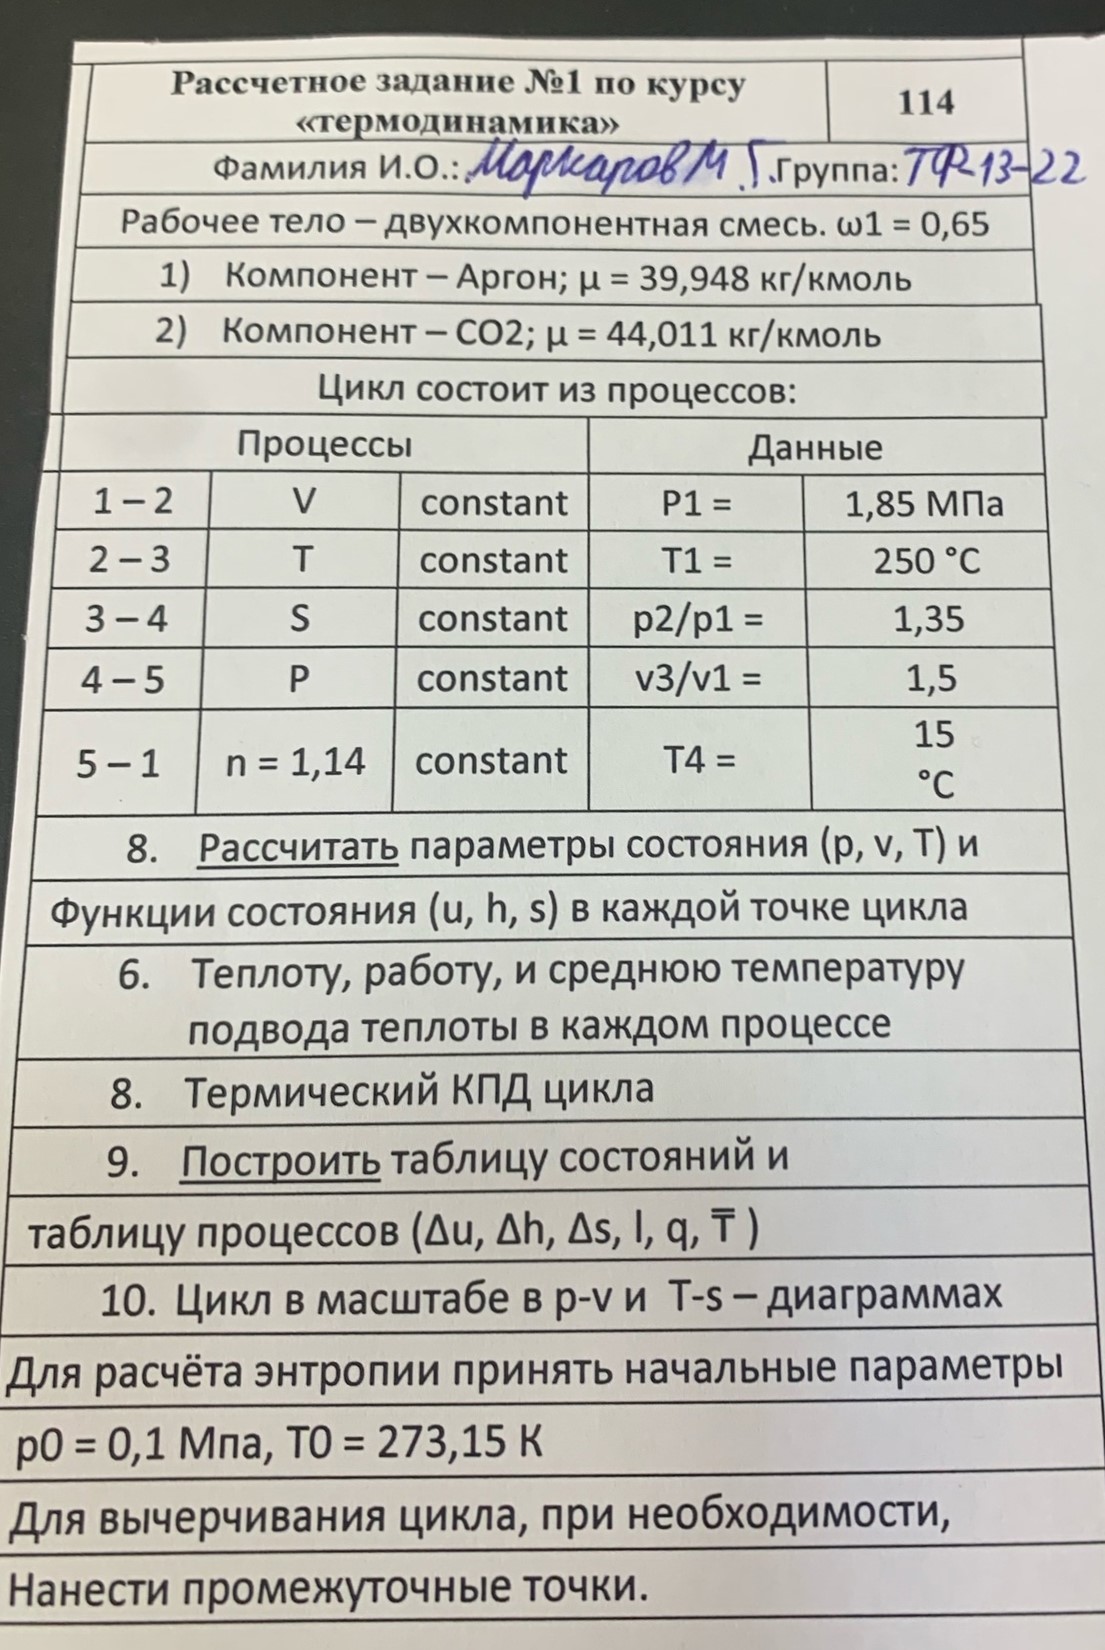 Рассчетное задание №1 по курсу
«термодинамика»
114
Фамилия И.О.: Маркаров М.Г. Группа: ТФ-13-22
Рабочее тело – двухкомпонентная смесь. ω1 = 0,65
1) Компонент – Аргон; μ = 39,948 кг/кмоль
2) Компонент – CO2; μ = 44,011 кг/кмоль
Цикл состоит из процессов:
Процессы Данные
1 – 2 V constant P1 = 1,85 МПа
2 – 3 T constant T1 = 250 °C
3 – 4 S constant p2/p1 = 1,35
4 – 5 P constant v3/v1 = 1,5
5 – 1 n = 1,14 constant T4 = 15
°C
8. Рассчитать параметры состояния (p, v, T) и
Функции состояния (u, h, s) в каждой точке цикла
6. Теплоту, работу, и среднюю температуру
подвода теплоты в каждом процессе
8. Термический КПД цикла
9. Построить таблицу состояний и
таблицу процессов (Δu, Δh, Δs, l, q, T̅ )
10. Цикл в масштабе в p-v и T-s – диаграммах
Для расчёта энтропии принять начальные параметры
p0 = 0,1 Мпа, T0 = 273,15 К
Для вычерчивания цикла, при необходимости,
Нанести промежуточные точки.